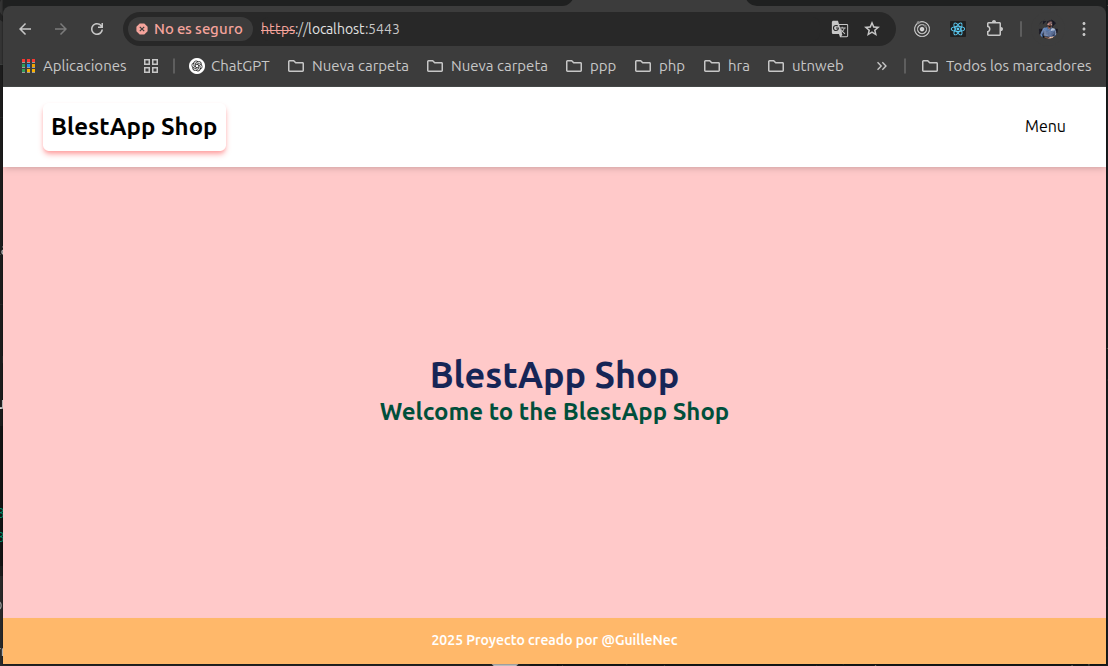 No es seguro https://localhost:5443
Aplicaciones ChatGPT Nueva carpeta Nueva carpeta ppp php hra utnweb » Todos los marcadores
BlestApp Shop Menu
BlestApp Shop
Welcome to the BlestApp Shop
2025 Proyecto creado por @GuilleNec